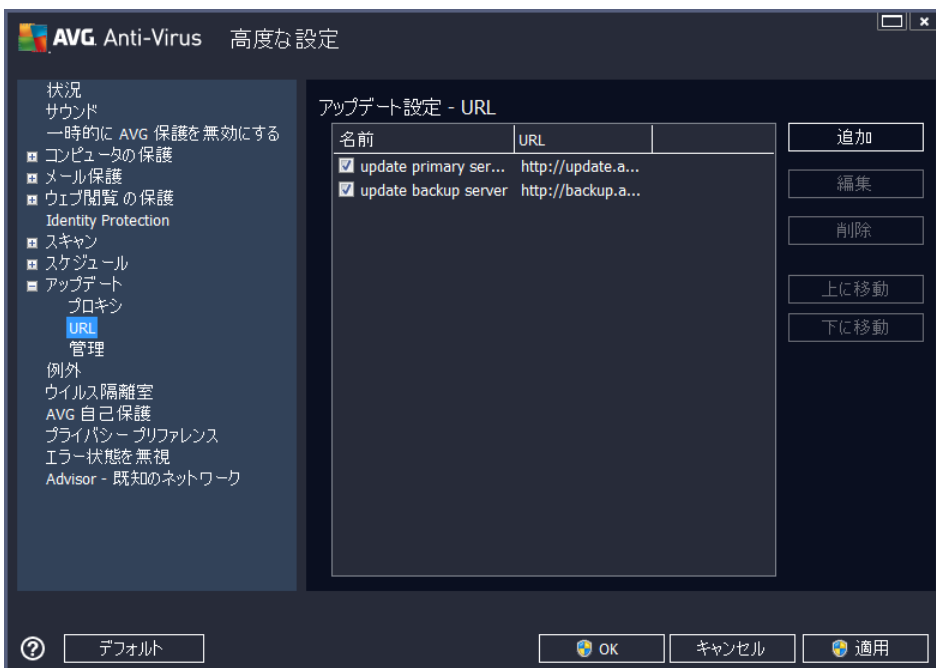 AVG Anti-Virus 高度な設定
状況
サウンド
一時的に AVG 保護を無効にする
コンピュータの保護
メール保護
ウェブ閲覧 の保護
Identity Protection
スキャン
スケジュール
アップデート
プロキシ
URL
管理
例外
ウイルス隔離室
AVG 自己保護
プライバシー プリファレンス
エラー状態を無視
Advisor - 既知のネットワーク
アップデート設定 - URL
名前 URL
update primary ser... http://update.a...
update backup server http://backup.a...
追加
編集
削除
上に移動
下に移動
デフォルト
OK
キャンセル
適用